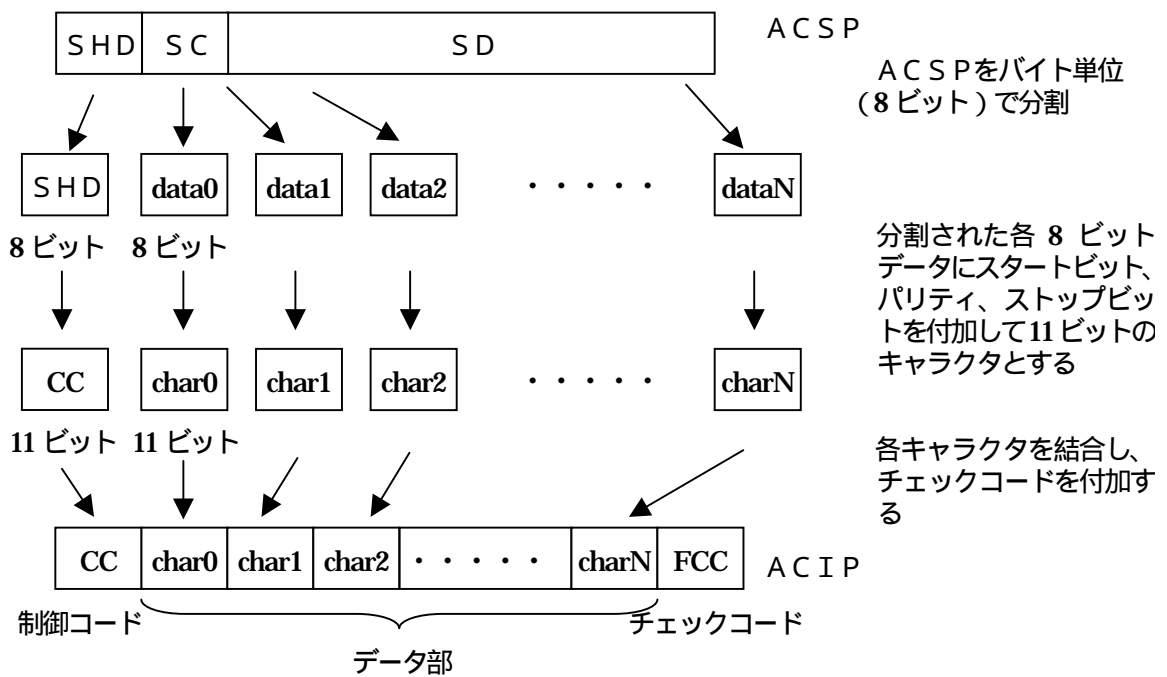 ＳＨＤ ＳＣ ＳＤ ＡＣＳＰ
ＡＣＳＰをバイト単位
（8 ビット）で分割
ＳＨＤ data0 data1 data2 ・・・・・ dataN
8 ビット 8 ビット
分割された各 8 ビット
データにスタートビット、
パリティ、ストップビッ
トを付加して11 ビットの
キャラクタとする
CC char0 char1 char2 ・・・・・ charN
11 ビット 11 ビット
各キャラクタを結合し、
チェックコードを付加す
る
CC char0 char1 char2 ・・・・・ charN FCC ＡＣＩＰ
制御コード チェックコード
データ部